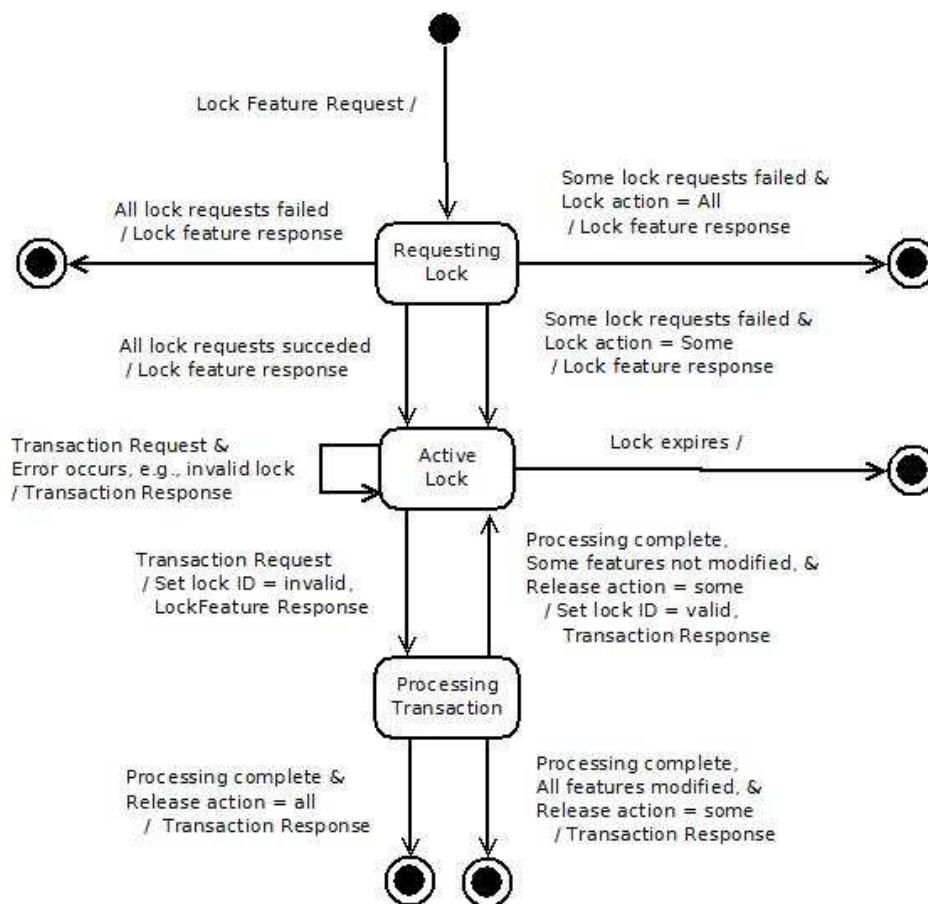 Lock Feature Request /
Some lock requests failed &
Lock action = All
/ Lock feature response
All lock requests failed
/ Lock feature response
Requesting
Lock
All lock requests succeded
/ Lock feature response
Some lock requests failed &
Lock action = Some
/ Lock feature response
Transaction Request &
Error occurs, e.g., invalid lock
/ Transaction Response
Active
Lock
Lock expires /
Transaction Request
/ Set lock ID = invalid,
LockFeature Response
Processing complete,
Some features not modified, &
Release action = some
/ Set lock ID = valid,
Transaction Response
Processing
Transaction
Processing complete &
Release action = all
/ Transaction Response
Processing complete,
All features modified, &
Release action = some
/ Transaction Response